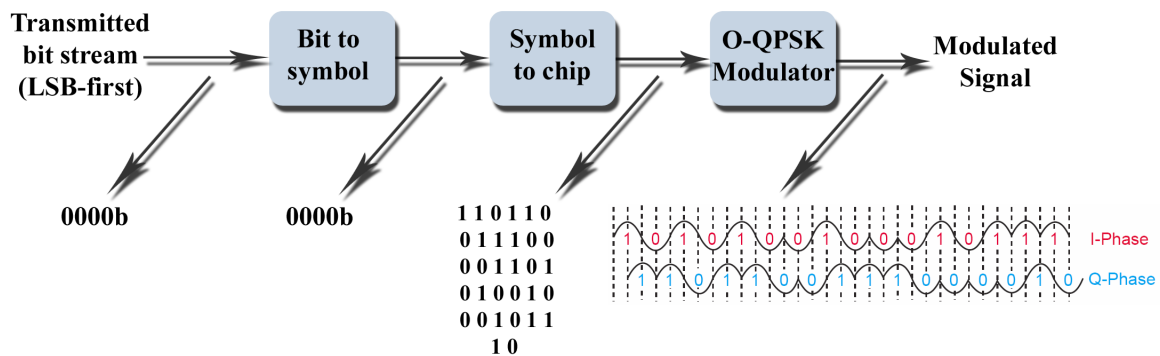 Transmitted
bit stream
(LSB-first)
Bit to
symbol
Symbol
to chip
O-QPSK
Modulator
Modulated
Signal
0000b
0000b
1 1 0 1 1 0
0 1 1 1 0 0
0 0 1 1 0 1
0 1 0 0 1 0
0 0 1 0 1 1
1 0
1 0 1 0 1 0 0 1 0 0 0 1 0 1 1 1 I-Phase
1 1 0 1 1 0 0 1 1 1 0 0 0 0 1 0 Q-Phase